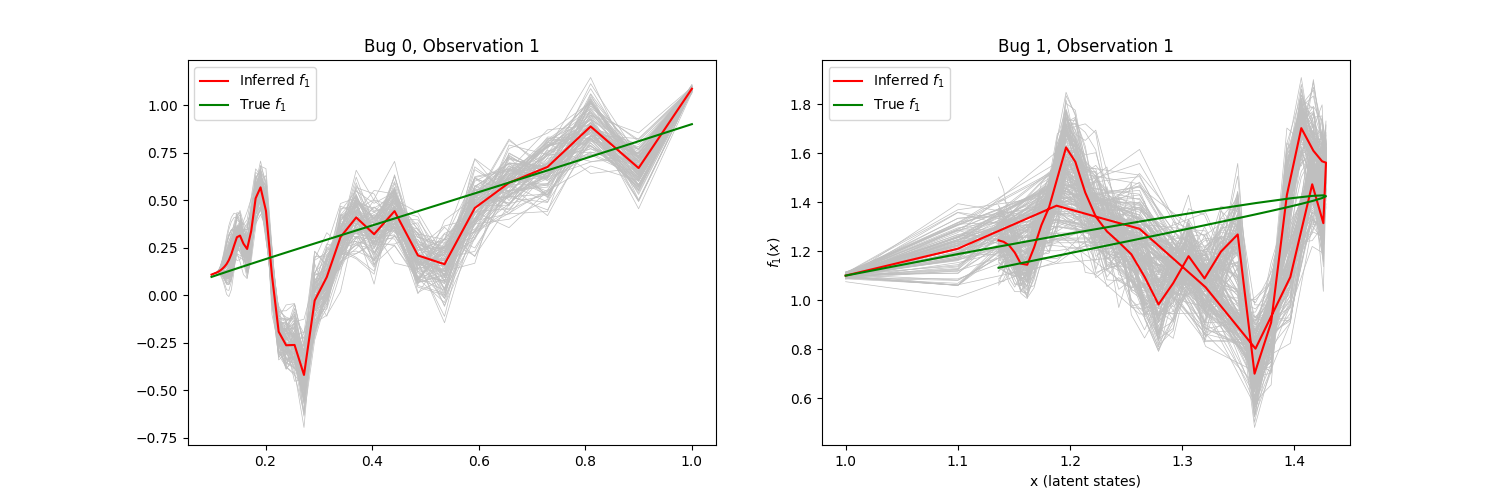 Bug 0, Observation 1
Inferred f₁
True f₁
1.00
0.75
0.50
0.25
0.00
−0.25
−0.50
−0.75
0.2 0.4 0.6 0.8 1.0
Bug 1, Observation 1
Inferred f₁
True f₁
f₁(x)
1.8
1.6
1.4
1.2
1.0
0.8
0.6
1.0 1.1 1.2 1.3 1.4
x (latent states)